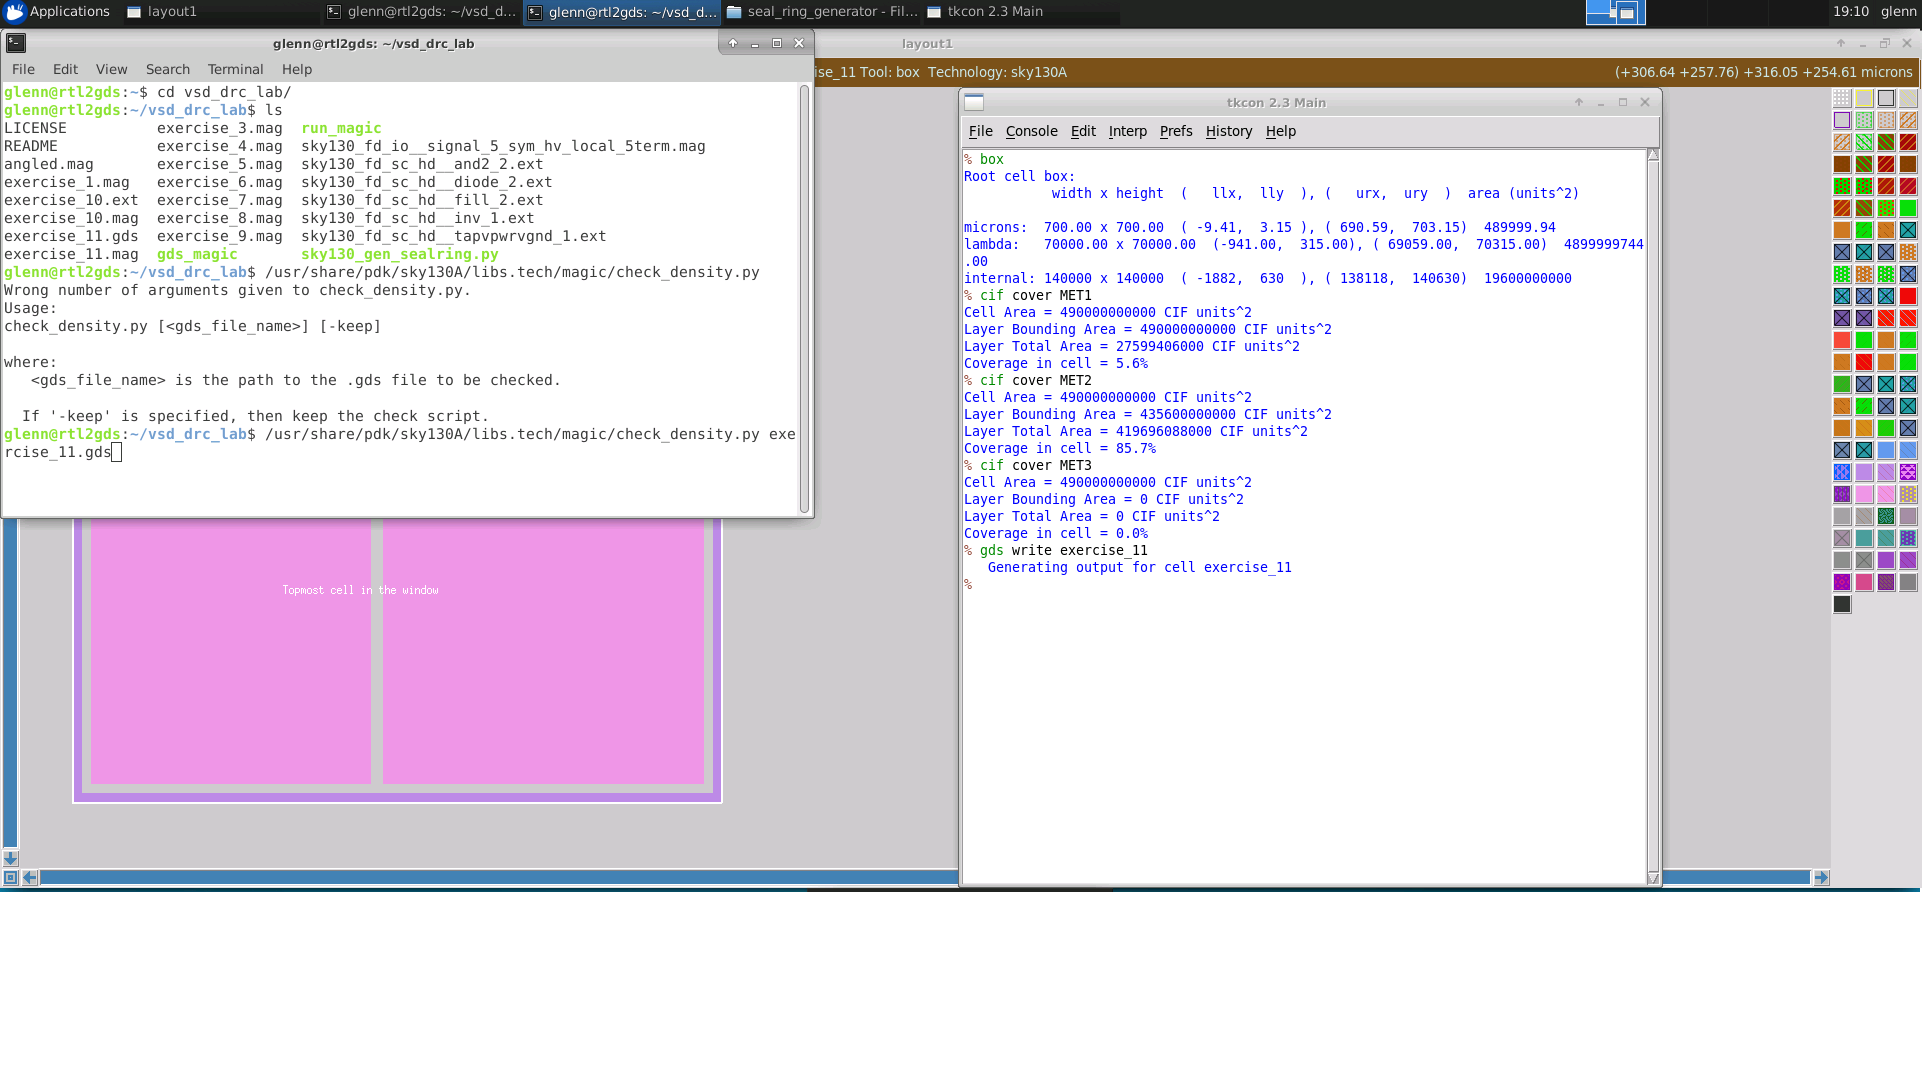 Applications layout1 glenn@rtl2gds: ~/vsd_d... glenn@rtl2gds: ~/vsd_d... seal_ring_generator - Fil... tkcon 2.3 Main 19:10 glenn
glenn@rtl2gds: ~/vsd_drc_lab
File Edit View Search Terminal Help
glenn@rtl2gds:~$ cd vsd_drc_lab/
glenn@rtl2gds:~/vsd_drc_lab$ ls
LICENSE exercise_3.mag run_magic
README exercise_4.mag sky130_fd_io__signal_5_sym_hv_local_5term.mag
angled.mag exercise_5.mag sky130_fd_sc_hd__and2_2.ext
exercise_1.mag exercise_6.mag sky130_fd_sc_hd__diode_2.ext
exercise_10.ext exercise_7.mag sky130_fd_sc_hd__fill_2.ext
exercise_10.mag exercise_8.mag sky130_fd_sc_hd__inv_1.ext
exercise_11.gds exercise_9.mag sky130_fd_sc_hd__tapvpwrvgnd_1.ext
exercise_11.mag gds_magic sky130_gen_sealring.py
glenn@rtl2gds:~/vsd_drc_lab$ /usr/share/pdk/sky130A/libs.tech/magic/check_density.py
Wrong number of arguments given to check_density.py.
Usage:
check_density.py [<gds_file_name>] [-keep]
where:
<gds_file_name> is the path to the .gds file to be checked.
If '-keep' is specified, then keep the check script.
glenn@rtl2gds:~/vsd_drc_lab$ /usr/share/pdk/sky130A/libs.tech/magic/check_density.py exe
rcise_11.gds
Topmost cell in the window
layout1
ise_11 Tool: box Technology: sky130A (+306.64 +257.76) +316.05 +254.61 microns
tkcon 2.3 Main
File Console Edit Interp Prefs History Help
% box
Root cell box:
width x height ( llx, lly ), ( urx, ury ) area (units^2)
microns: 700.00 x 700.00 ( -9.41, 3.15 ), ( 690.59, 703.15) 489999.94
lambda: 70000.00 x 70000.00 (-941.00, 315.00), ( 69059.00, 70315.00) 4899999744
.00
internal: 140000 x 140000 ( -1882, 630 ), ( 138118, 140630) 19600000000
% cif cover MET1
Cell Area = 490000000000 CIF units^2
Layer Bounding Area = 490000000000 CIF units^2
Layer Total Area = 27599406000 CIF units^2
Coverage in cell = 5.6%
% cif cover MET2
Cell Area = 490000000000 CIF units^2
Layer Bounding Area = 435600000000 CIF units^2
Layer Total Area = 419696088000 CIF units^2
Coverage in cell = 85.7%
% cif cover MET3
Cell Area = 490000000000 CIF units^2
Layer Bounding Area = 0 CIF units^2
Layer Total Area = 0 CIF units^2
Coverage in cell = 0.0%
% gds write exercise_11
Generating output for cell exercise_11
%